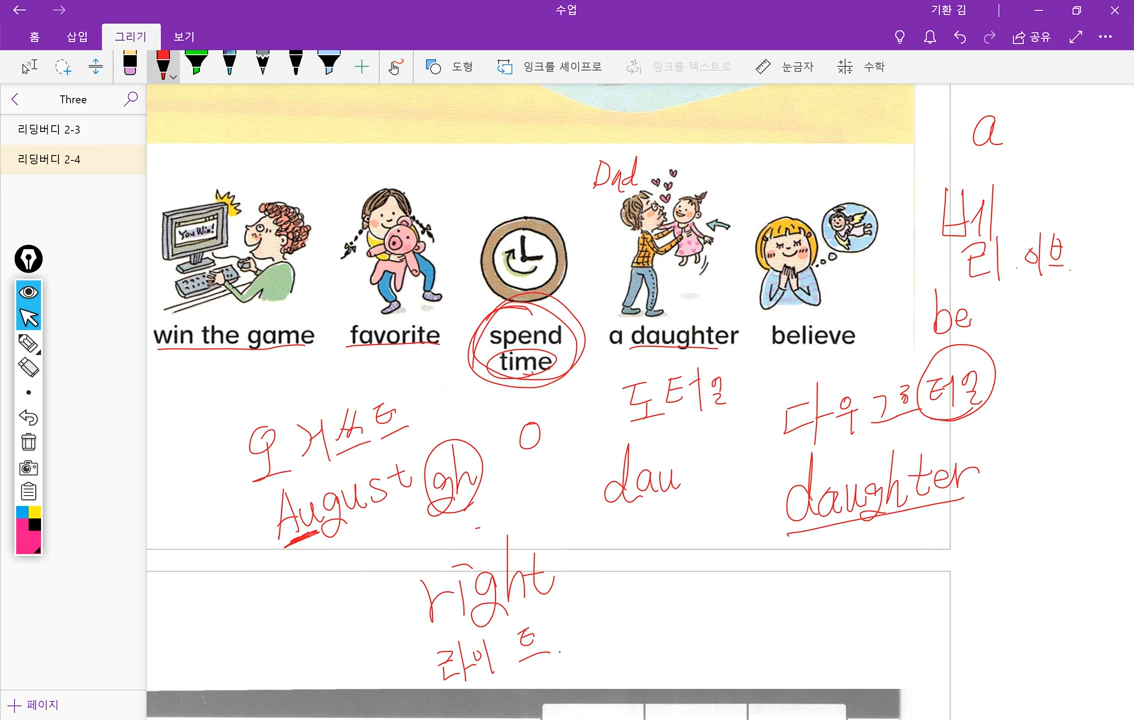 수업
기환 김
홈 삽입 그리기 보기
공유
도형 잉크를 셰이프로 잉크를 텍스트로 눈금자 수학
Three
리딩버디 2-3
리딩버디 2-4
페이지
You Win!
Dad
win the game
favorite
spend
time
a daughter
believe
a
베
리 이브
be
오거쓰트
August
gh
o
도터얼
dau
다우그흐터얼
daughter
right
라이트